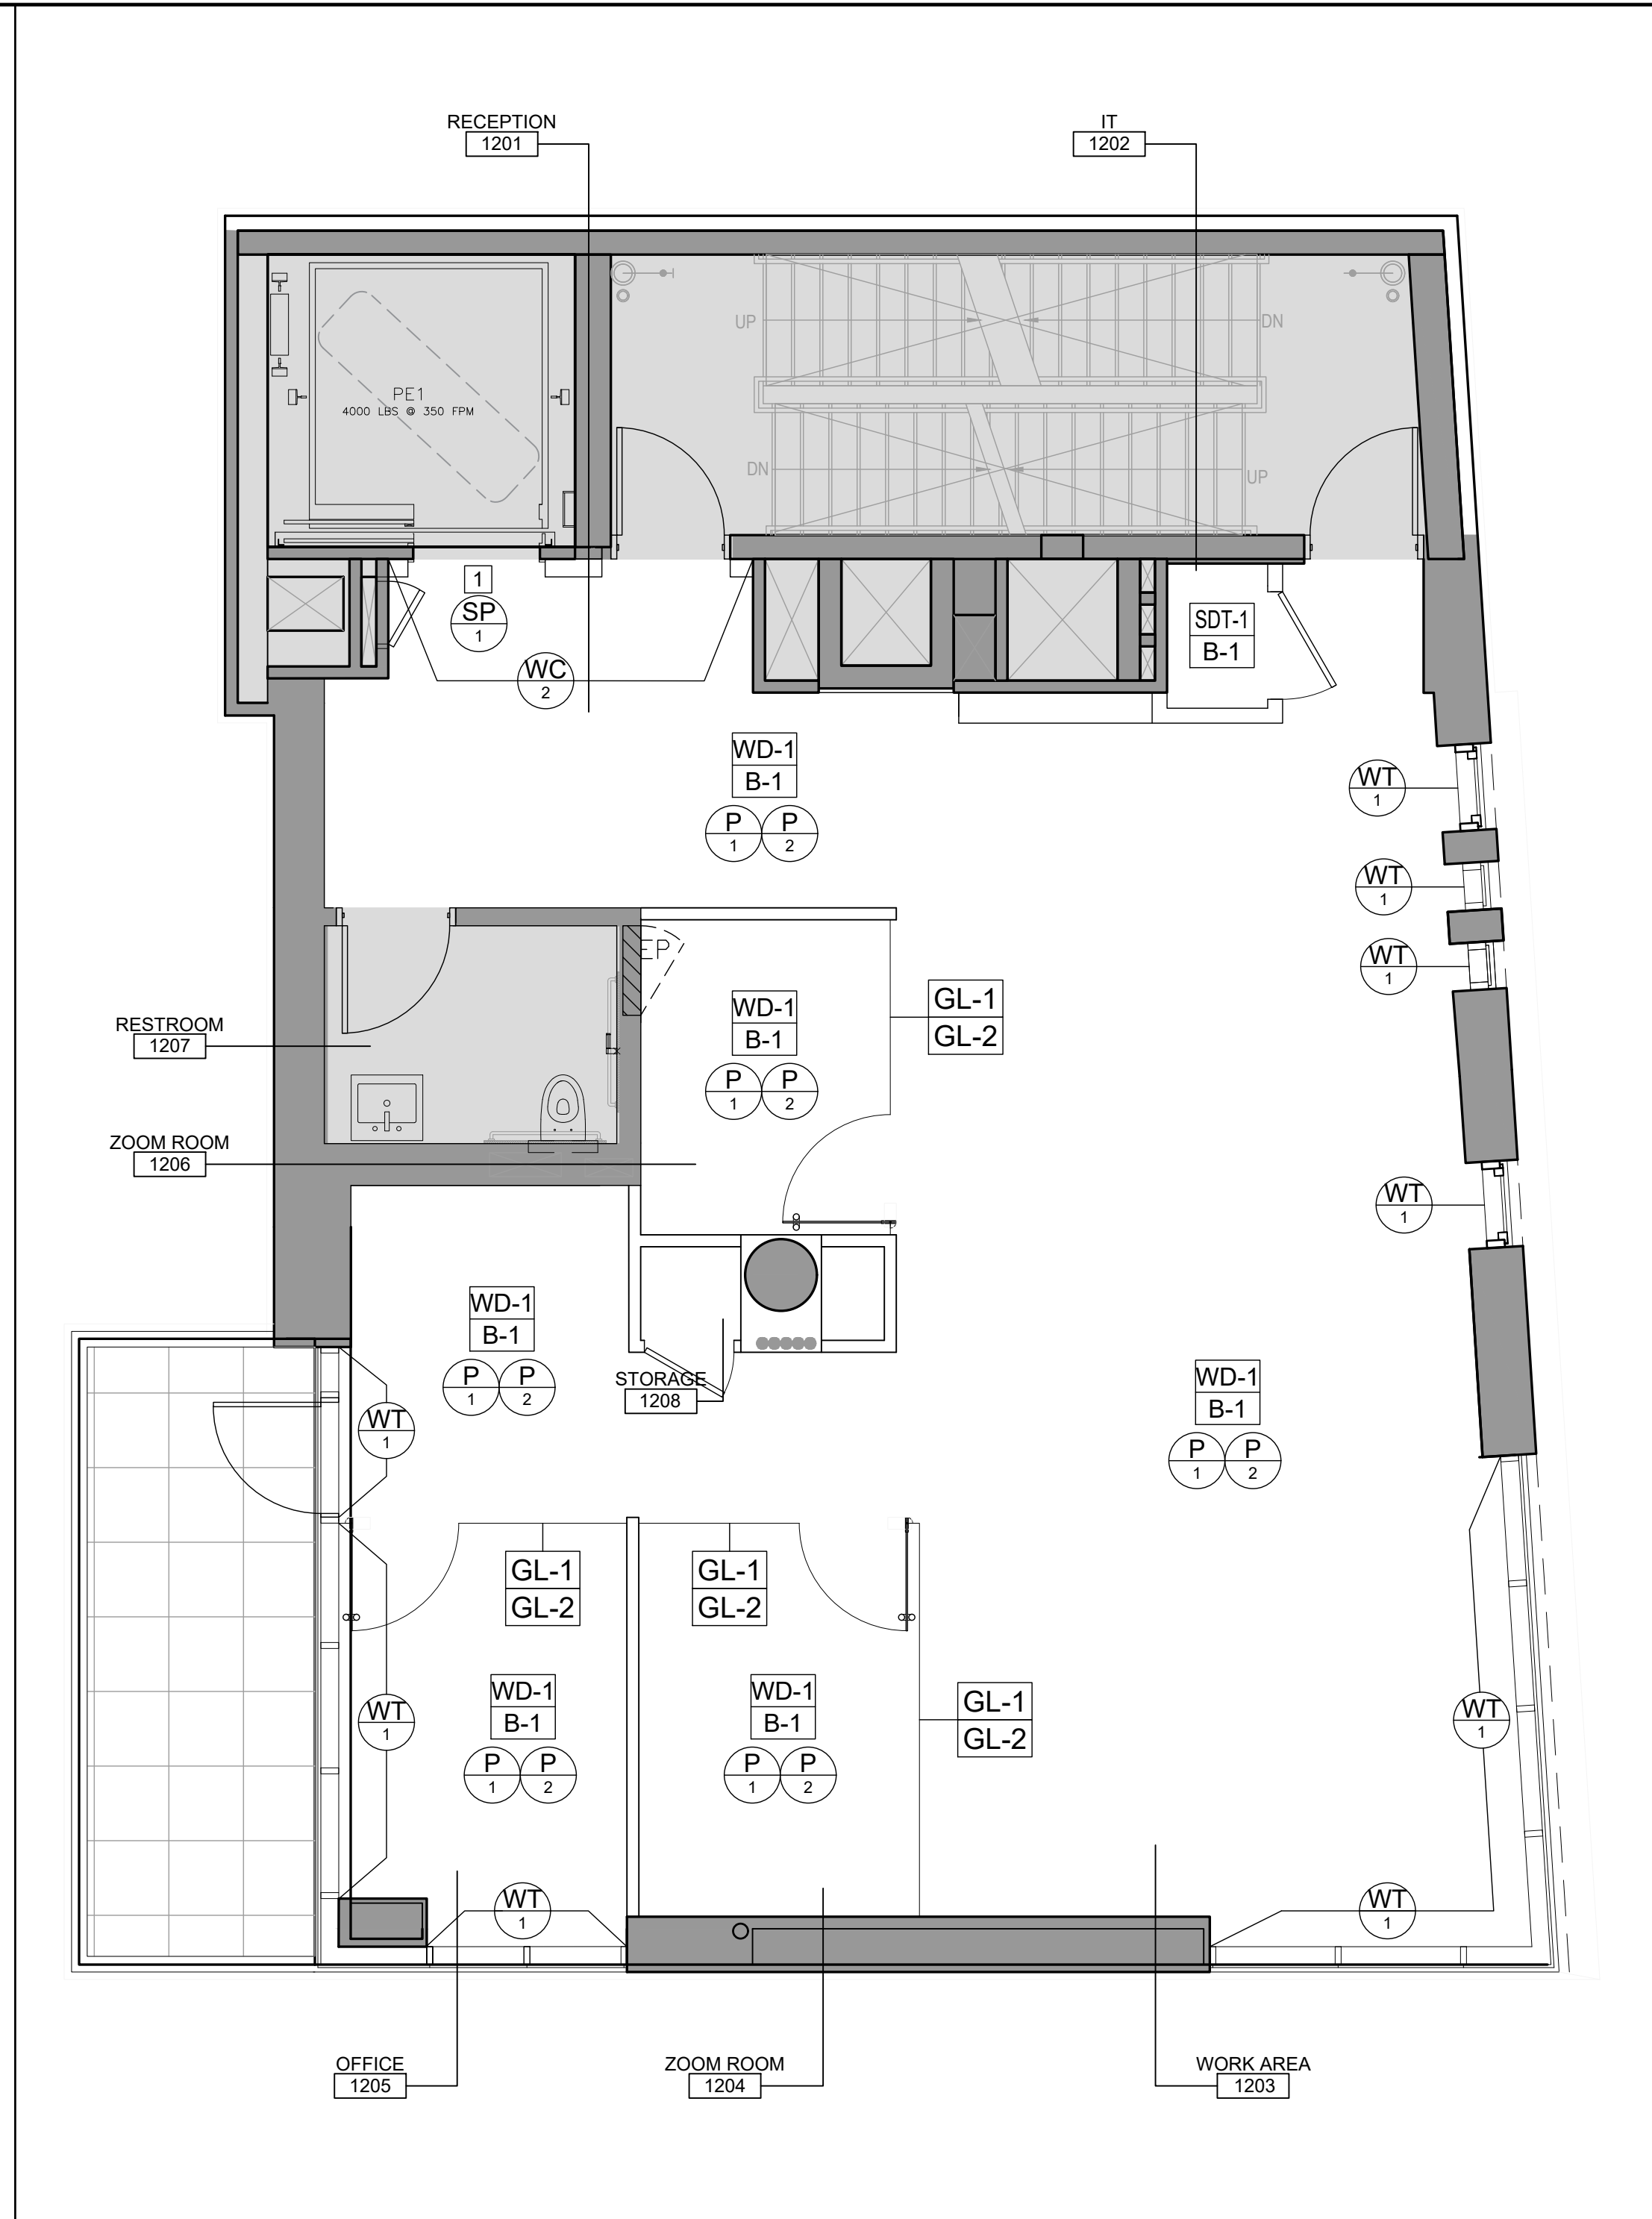 RECEPTION
1201
IT
1202
UP
DN
PE1
4000 LBS @ 350 FPM
DN
UP
1
SP
1
SDT-1
B-1
WC
2
WD-1
B-1
P
1
P
2
WT
1
WT
1
WT
1
EP
GL-1
GL-2
WD-1
B-1
P
1
P
2
RESTROOM
1207
ZOOM ROOM
1206
WT
1
WD-1
B-1
P
1
P
2
STORAGE
1208
WD-1
B-1
P
1
P
2
WT
1
GL-1
GL-2
GL-1
GL-2
WD-1
B-1
P
1
P
2
WD-1
B-1
P
1
P
2
GL-1
GL-2
WT
1
WT
1
WT
1
WT
1
OFFICE
1205
ZOOM ROOM
1204
WORK AREA
1203